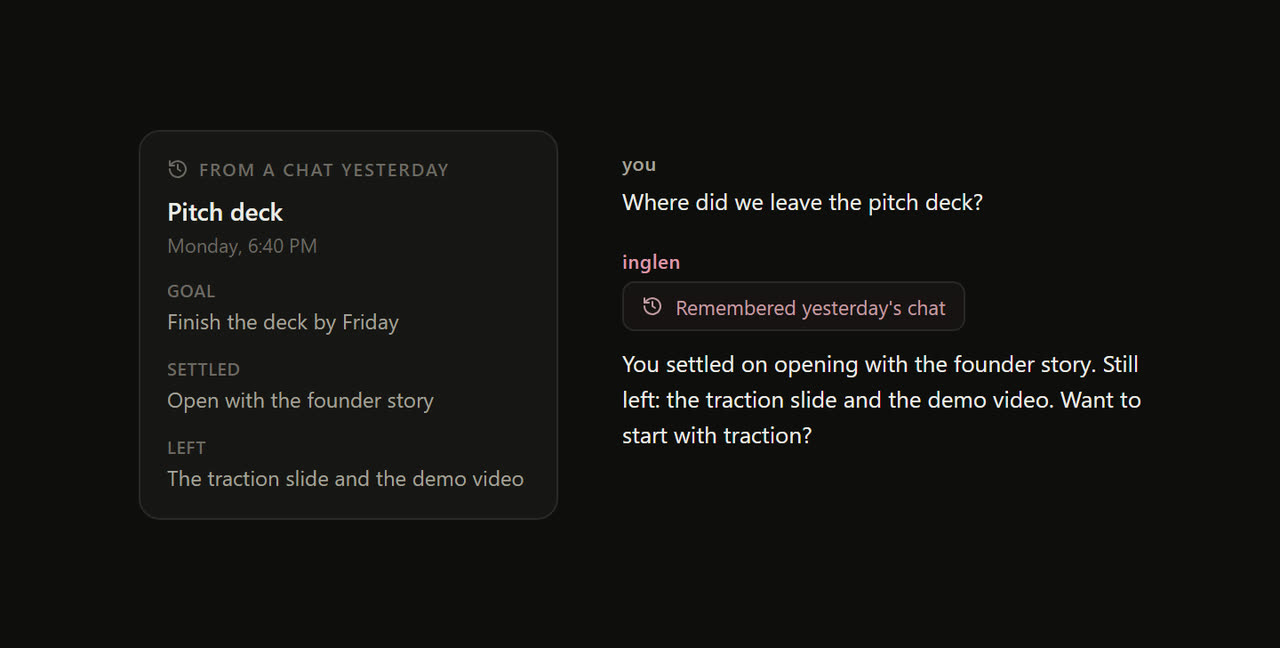 FROM A CHAT YESTERDAY
Pitch deck
Monday, 6:40 PM
GOAL
Finish the deck by Friday
SETTLED
Open with the founder story
LEFT
The traction slide and the demo video
you
Where did we leave the pitch deck?
inglen
Remembered yesterday's chat
You settled on opening with the founder story. Still
left: the traction slide and the demo video. Want to
start with traction?